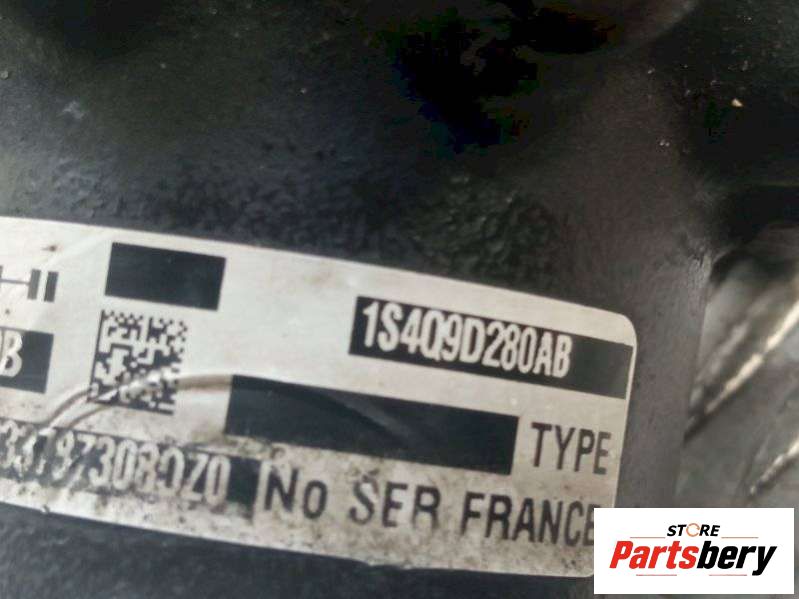 1S4Q9D280AB
B
TYPE
No SER FRANCE
STORE
Partsbery